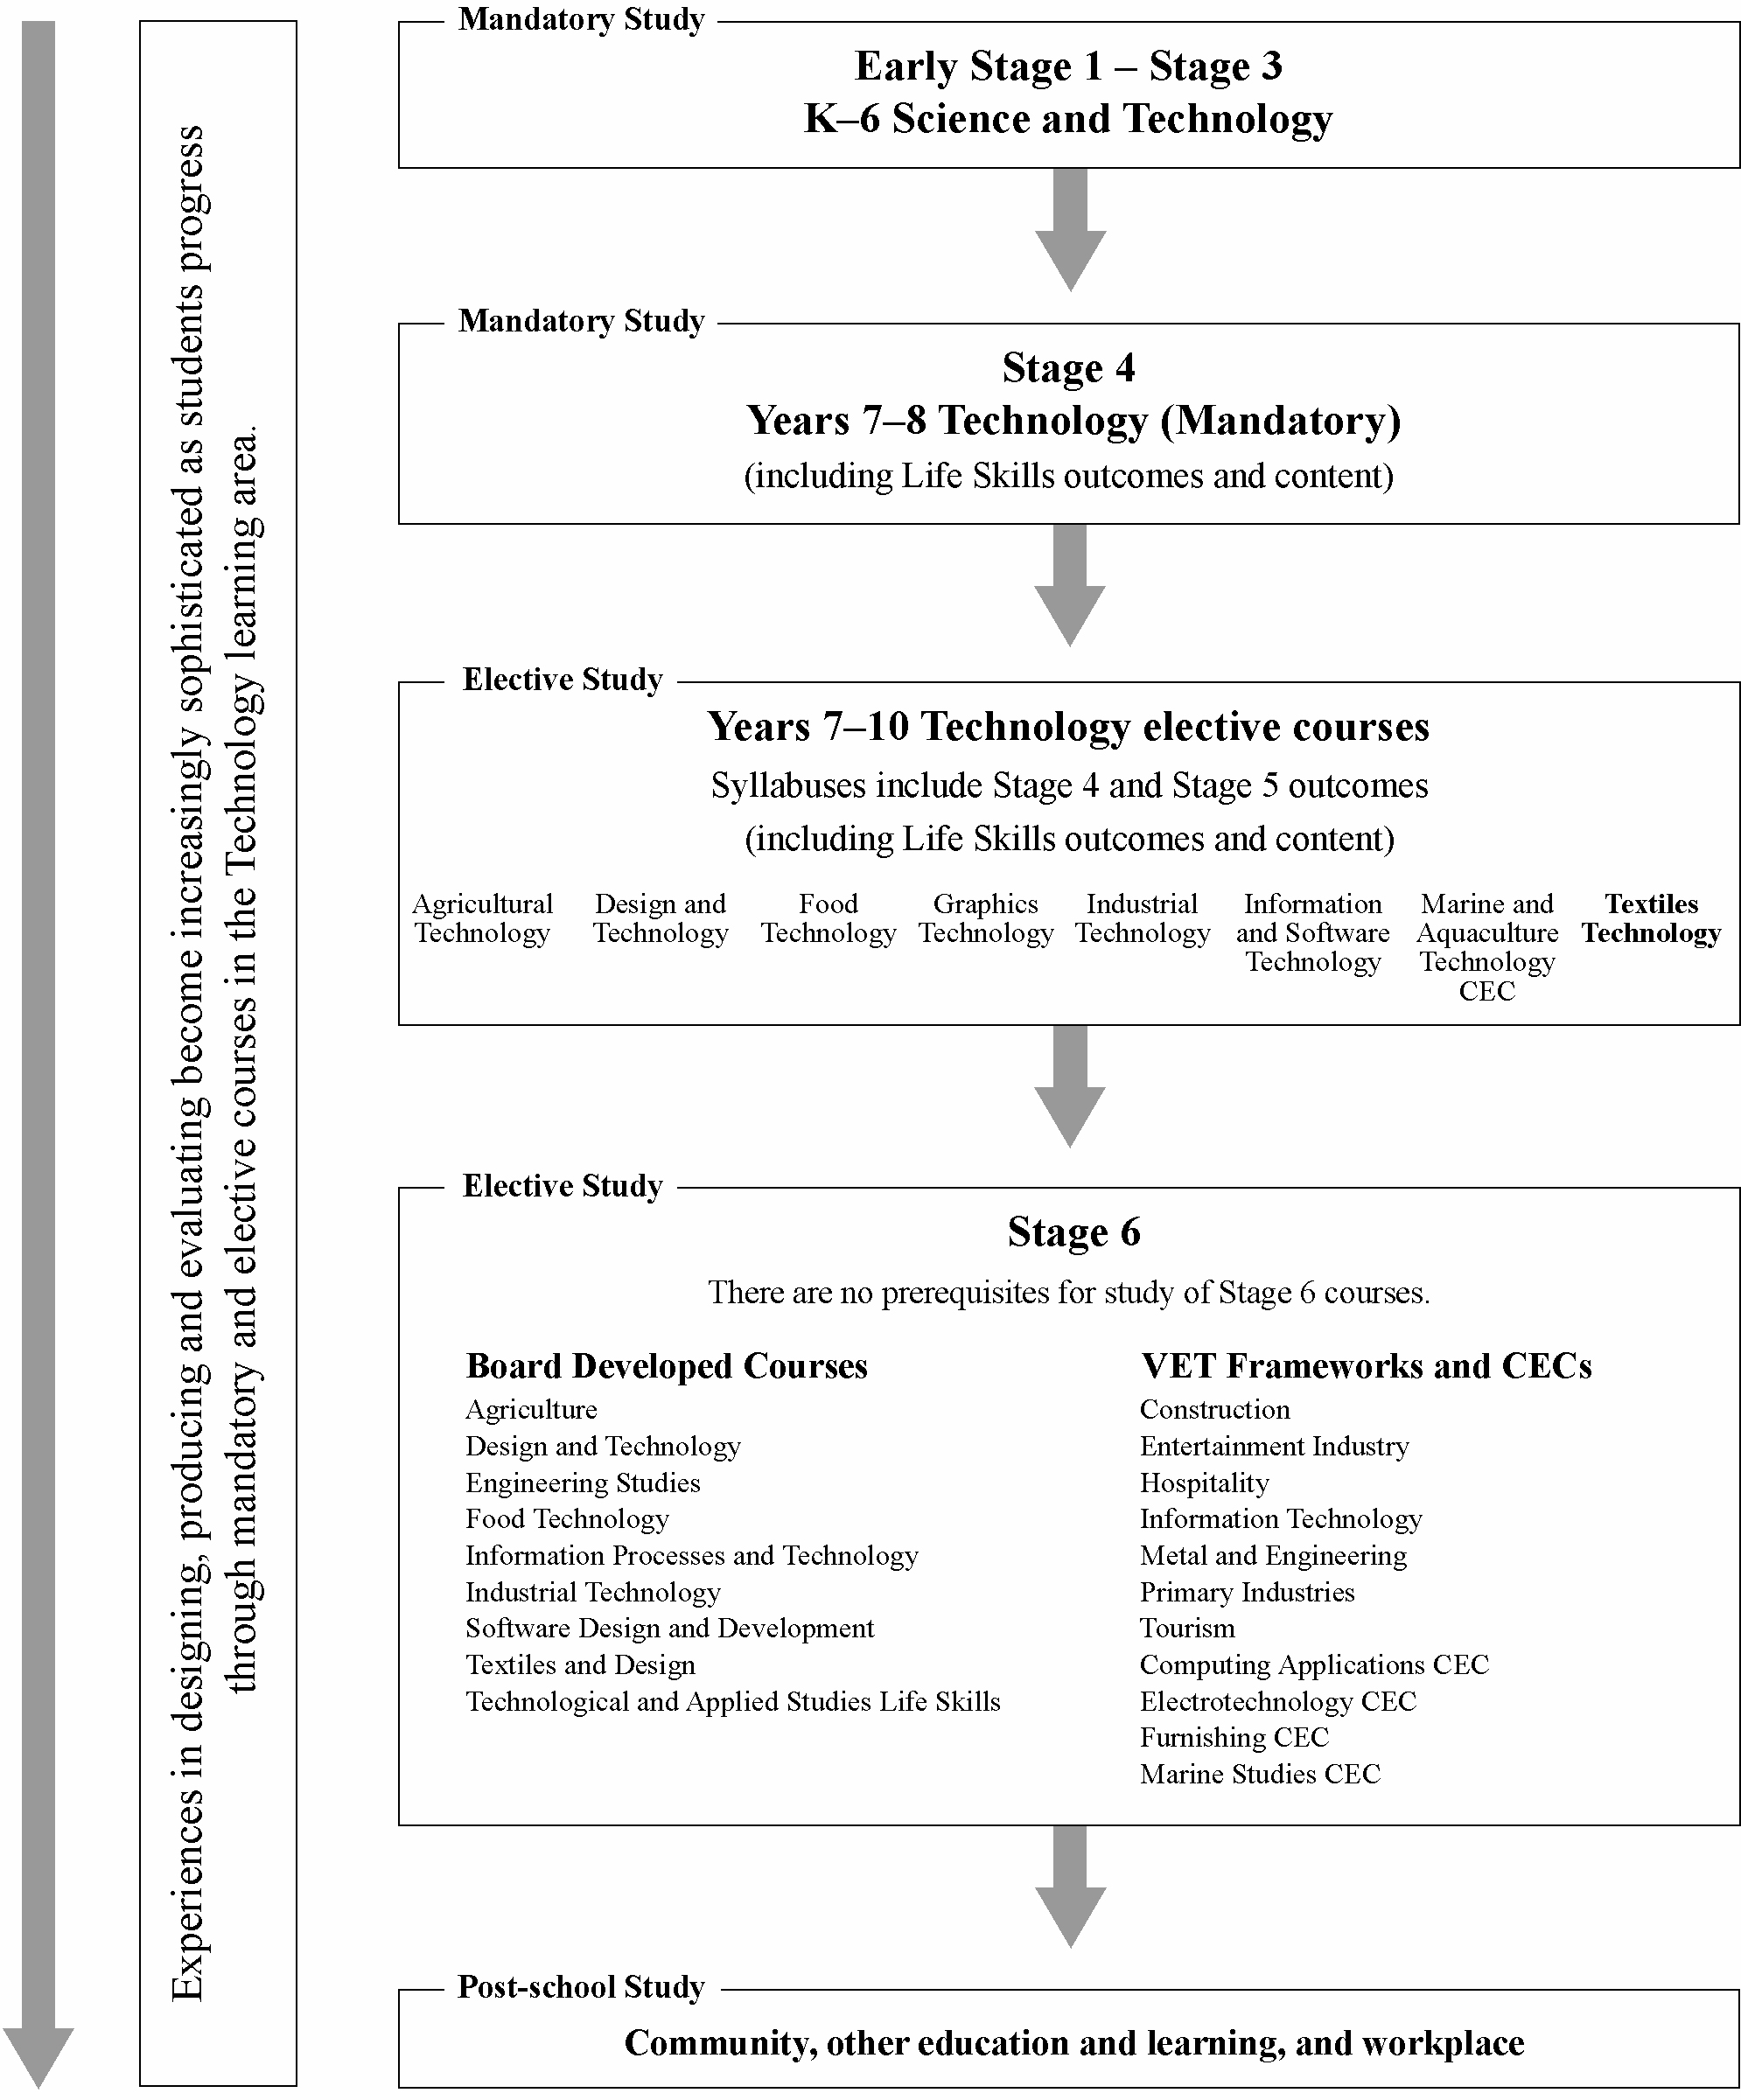 Experiences in designing, producing and evaluating become increasingly sophisticated as students progress
through mandatory and elective courses in the Technology learning area.
Mandatory Study
Early Stage 1 – Stage 3
K–6 Science and Technology
Mandatory Study
Stage 4
Years 7–8 Technology (Mandatory)
(including Life Skills outcomes and content)
Elective Study
Years 7–10 Technology elective courses
Syllabuses include Stage 4 and Stage 5 outcomes
(including Life Skills outcomes and content)
Agricultural
Technology
Design and
Technology
Food
Technology
Graphics
Technology
Industrial
Technology
Information
and Software
Technology
Marine and
Aquaculture
Technology
CEC
Textiles
Technology
Elective Study
Stage 6
There are no prerequisites for study of Stage 6 courses.
Board Developed Courses
Agriculture
Design and Technology
Engineering Studies
Food Technology
Information Processes and Technology
Industrial Technology
Software Design and Development
Textiles and Design
Technological and Applied Studies Life Skills
VET Frameworks and CECs
Construction
Entertainment Industry
Hospitality
Information Technology
Metal and Engineering
Primary Industries
Tourism
Computing Applications CEC
Electrotechnology CEC
Furnishing CEC
Marine Studies CEC
Post-school Study
Community, other education and learning, and workplace